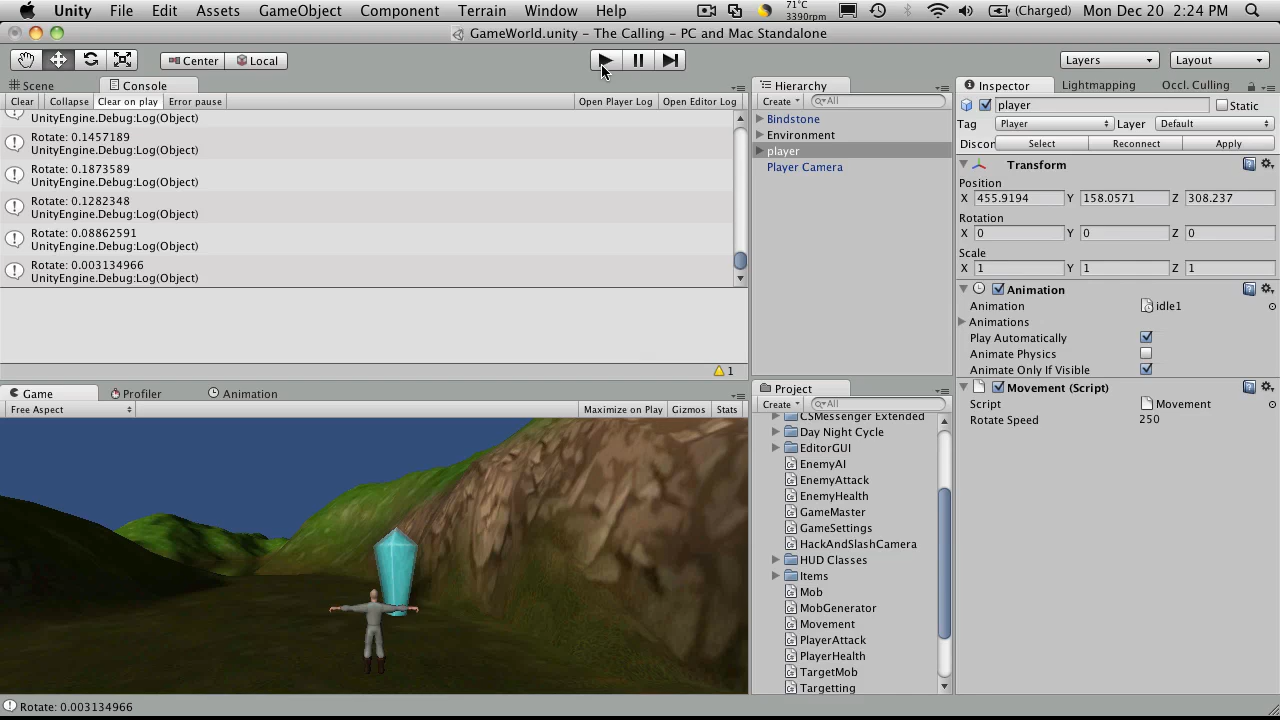 Unity File Edit Assets GameObject Component Terrain Window Help 71°C 3390rpm (Charged) Mon Dec 20 2:24 PM
GameWorld.unity - The Calling - PC and Mac Standalone
Center Local Layers Layout
Scene Console
Clear Collapse Clear on play Error pause Open Player Log Open Editor Log
UnityEngine.Debug:Log(Object)
Rotate: 0.1457189
UnityEngine.Debug:Log(Object)
Rotate: 0.1873589
UnityEngine.Debug:Log(Object)
Rotate: 0.1282348
UnityEngine.Debug:Log(Object)
Rotate: 0.08862591
UnityEngine.Debug:Log(Object)
Rotate: 0.003134966
UnityEngine.Debug:Log(Object)
1
Game Profiler Animation
Free Aspect Maximize on Play Gizmos Stats
Rotate: 0.003134966
Hierarchy
Create All
Bindstone
Environment
player
Player Camera
Project
Create All
CSMessenger Extended
Day Night Cycle
EditorGUI
EnemyAI
EnemyAttack
EnemyHealth
GameMaster
GameSettings
HackAndSlashCamera
HUD Classes
Items
Mob
MobGenerator
Movement
PlayerAttack
PlayerHealth
TargetMob
Targetting
Inspector Lightmapping Occl. Culling
player Static
Tag Player Layer Default
Discor Select Reconnect Apply
Transform
Position
X 455.9194 Y 158.0571 Z 308.237
Rotation
X 0 Y 0 Z 0
Scale
X 1 Y 1 Z 1
Animation
Animation idle1
Animations
Play Automatically
Animate Physics
Animate Only If Visible
Movement (Script)
Script Movement
Rotate Speed 250